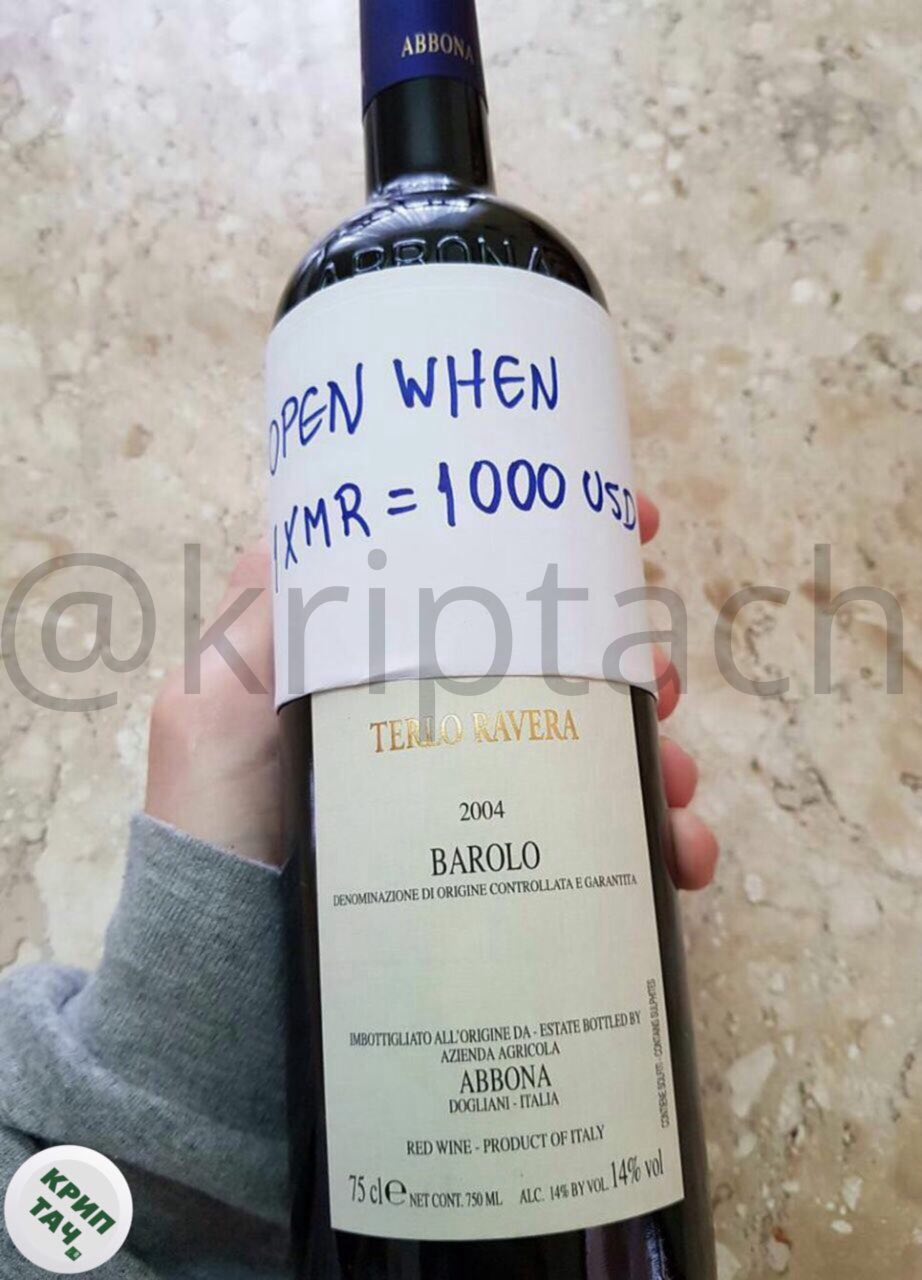 ABBONA
ABBONA
OPEN WHEN
1 XMR = 1000 USD
@kriptach
TERLO RAVERA
2004
BAROLO
DENOMINAZIONE DI ORIGINE CONTROLLATA E GARANTITA
IMBOTTIGLIATO ALL'ORIGINE DA - ESTATE BOTTLED BY
AZIENDA AGRICOLA
ABBONA
DOGLIANI - ITALIA
CONTIENE SOLFITI - CONTAINS SULPHITES
RED WINE - PRODUCT OF ITALY
75 cl e NET CONT. 750 ML ALC. 14% BY VOL. 14% vol
КРИП
ТАЧ